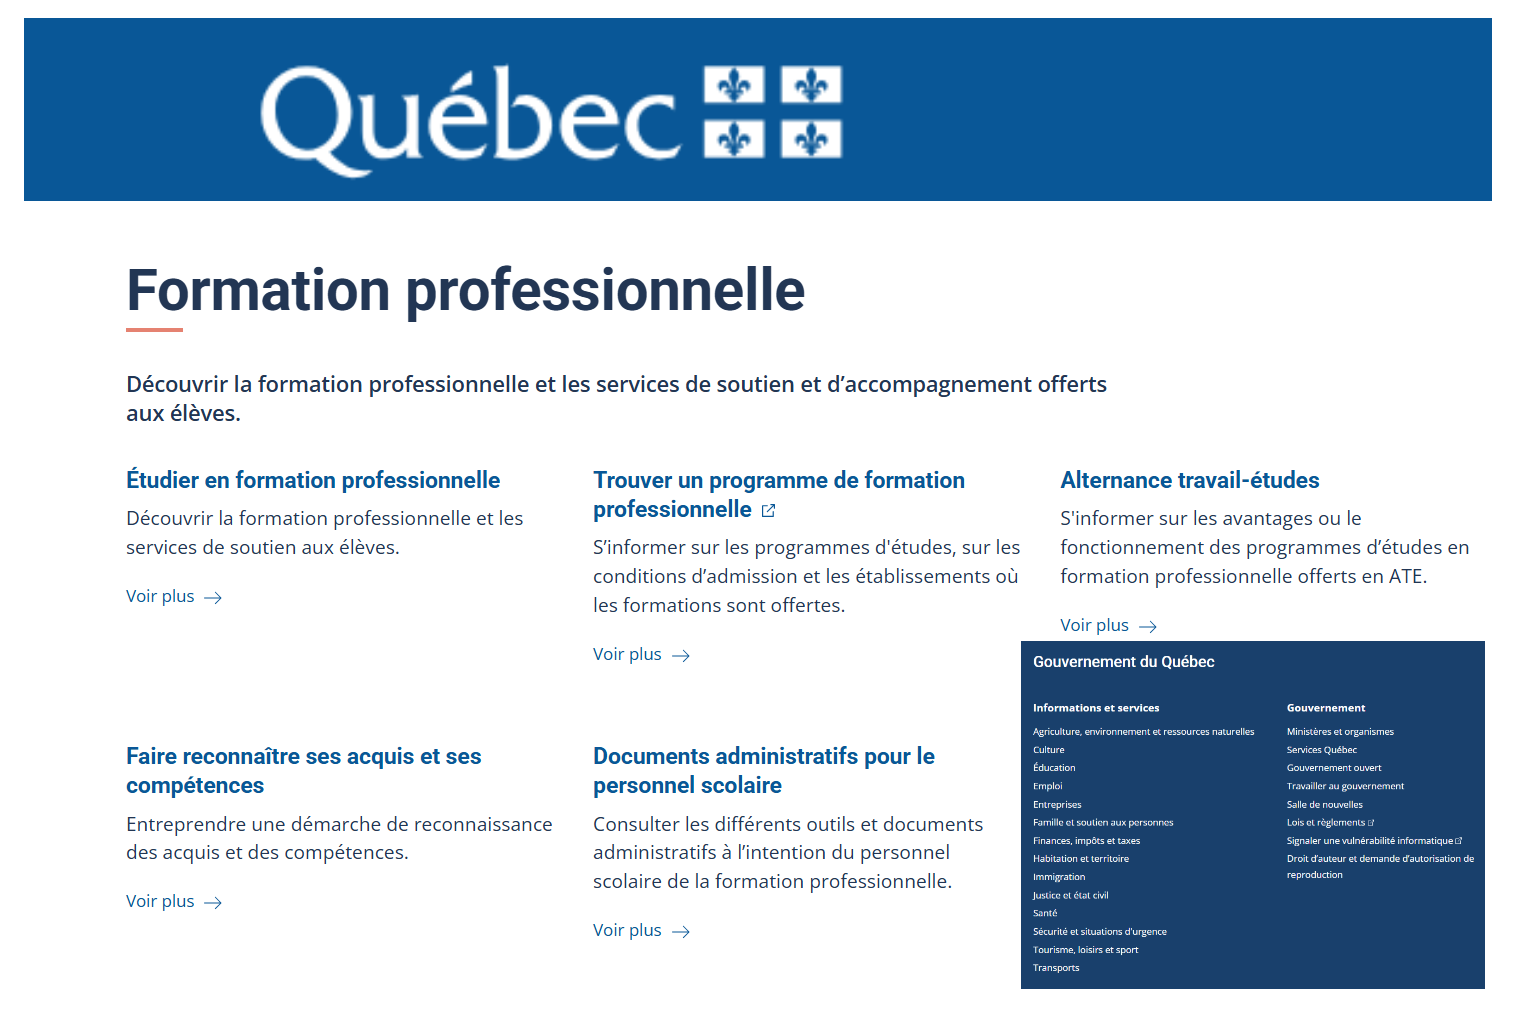 Québec
Formation professionnelle
Découvrir la formation professionnelle et les services de soutien et d’accompagnement offerts
aux élèves.
Étudier en formation professionnelle
Découvrir la formation professionnelle et les
services de soutien aux élèves.
Voir plus
Trouver un programme de formation
professionnelle
S’informer sur les programmes d'études, sur les
conditions d’admission et les établissements où
les formations sont offertes.
Voir plus
Alternance travail-études
S'informer sur les avantages ou le
fonctionnement des programmes d’études en
formation professionnelle offerts en ATE.
Voir plus
Faire reconnaître ses acquis et ses
compétences
Entreprendre une démarche de reconnaissance
des acquis et des compétences.
Voir plus
Documents administratifs pour le
personnel scolaire
Consulter les différents outils et documents
administratifs à l’intention du personnel
scolaire de la formation professionnelle.
Voir plus
Gouvernement du Québec
Informations et services
Agriculture, environnement et ressources naturelles
Culture
Éducation
Emploi
Entreprises
Famille et soutien aux personnes
Finances, impôts et taxes
Habitation et territoire
Immigration
Justice et état civil
Santé
Sécurité et situations d'urgence
Tourisme, loisirs et sport
Transports
Gouvernement
Ministères et organismes
Services Québec
Gouvernement ouvert
Travailler au gouvernement
Salle de nouvelles
Lois et règlements
Signaler une vulnérabilité informatique
Droit d’auteur et demande d’autorisation de
reproduction